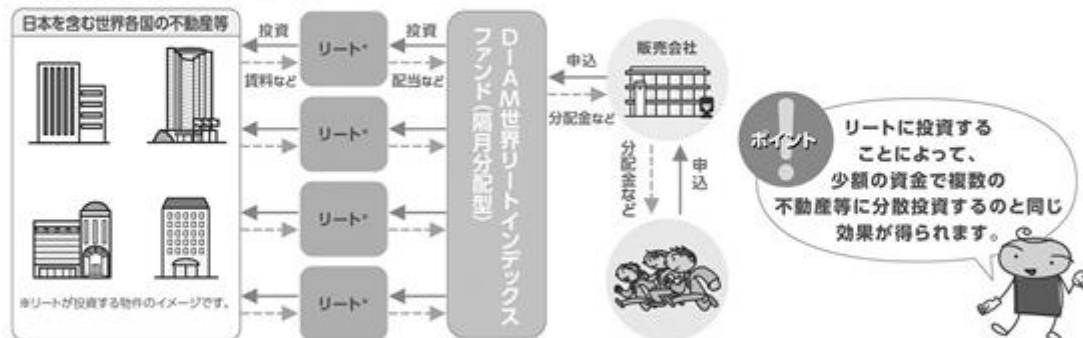 日本を含む世界各国の不動産等
※リートが投資する物件のイメージです。
投資
賃料など
リート*
リート*
リート*
リート*
投資
配当など
DIAM世界リートインデックス
ファンド(隔月分配型)
申込
分配金など
販売会社
分配金など
申込
ポイント
リートに投資する
ことによって、
少額の資金で複数の
不動産等に分散投資するのと同じ
効果が得られます。